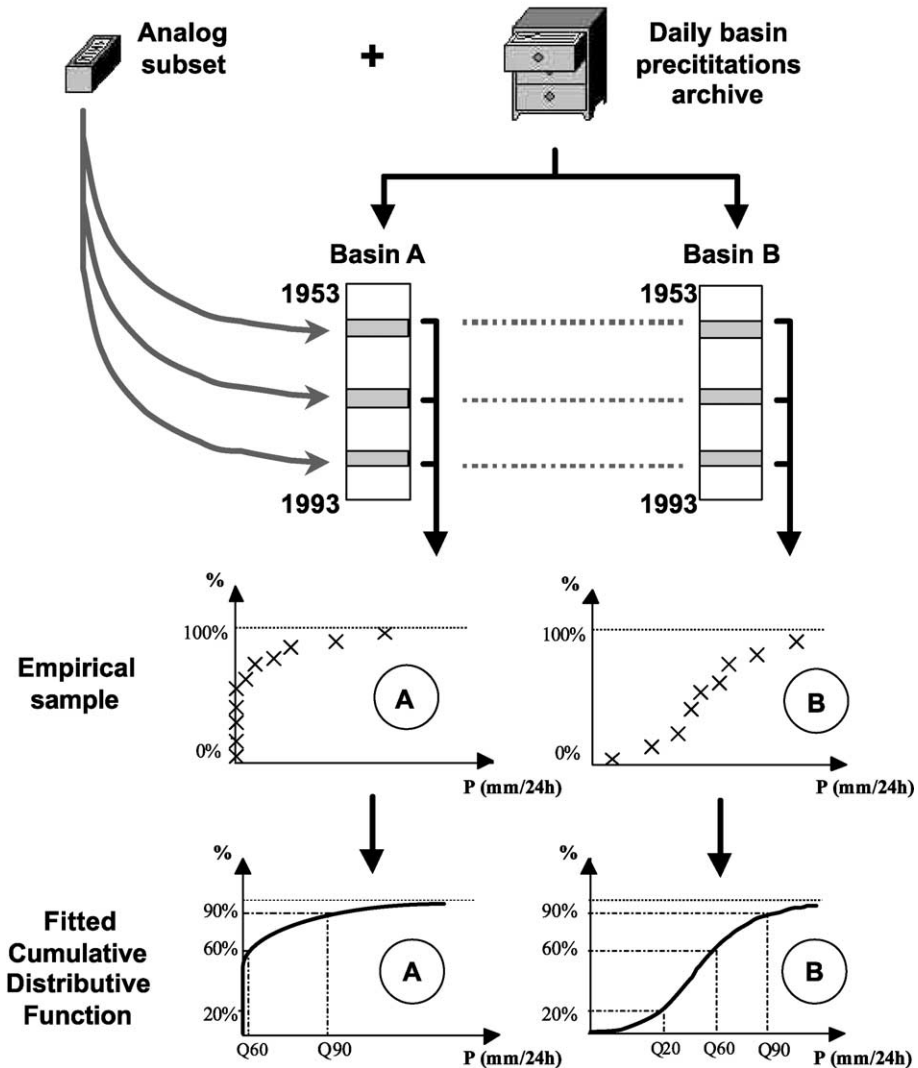 Analog
subset
+
Daily basin
precititations
archive
Basin A
Basin B
1953
1953
1993
1993
Empirical
sample
%
100%
0%
A
P (mm/24h)
%
100%
0%
B
P (mm/24h)
Fitted
Cumulative
Distributive
Function
%
90%
60%
20%
A
Q60
Q90
P (mm/24h)
%
90%
60%
20%
B
Q20
Q60
Q90
P (mm/24h)